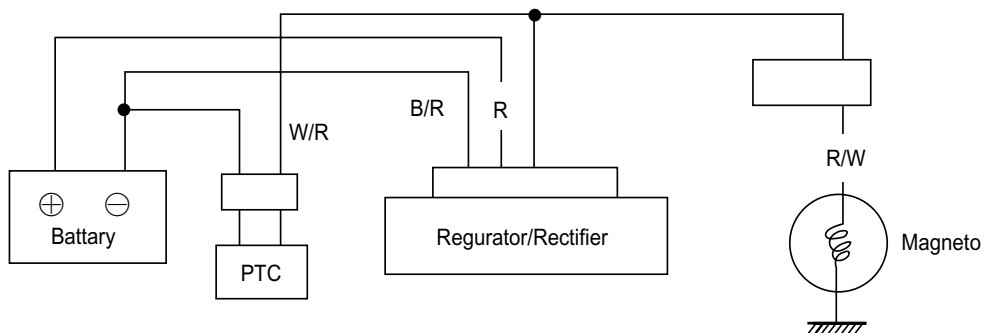 B/R
R
W/R
R/W
⊕ ⊖
Battary
Regurator/Rectifier
Magneto
PTC